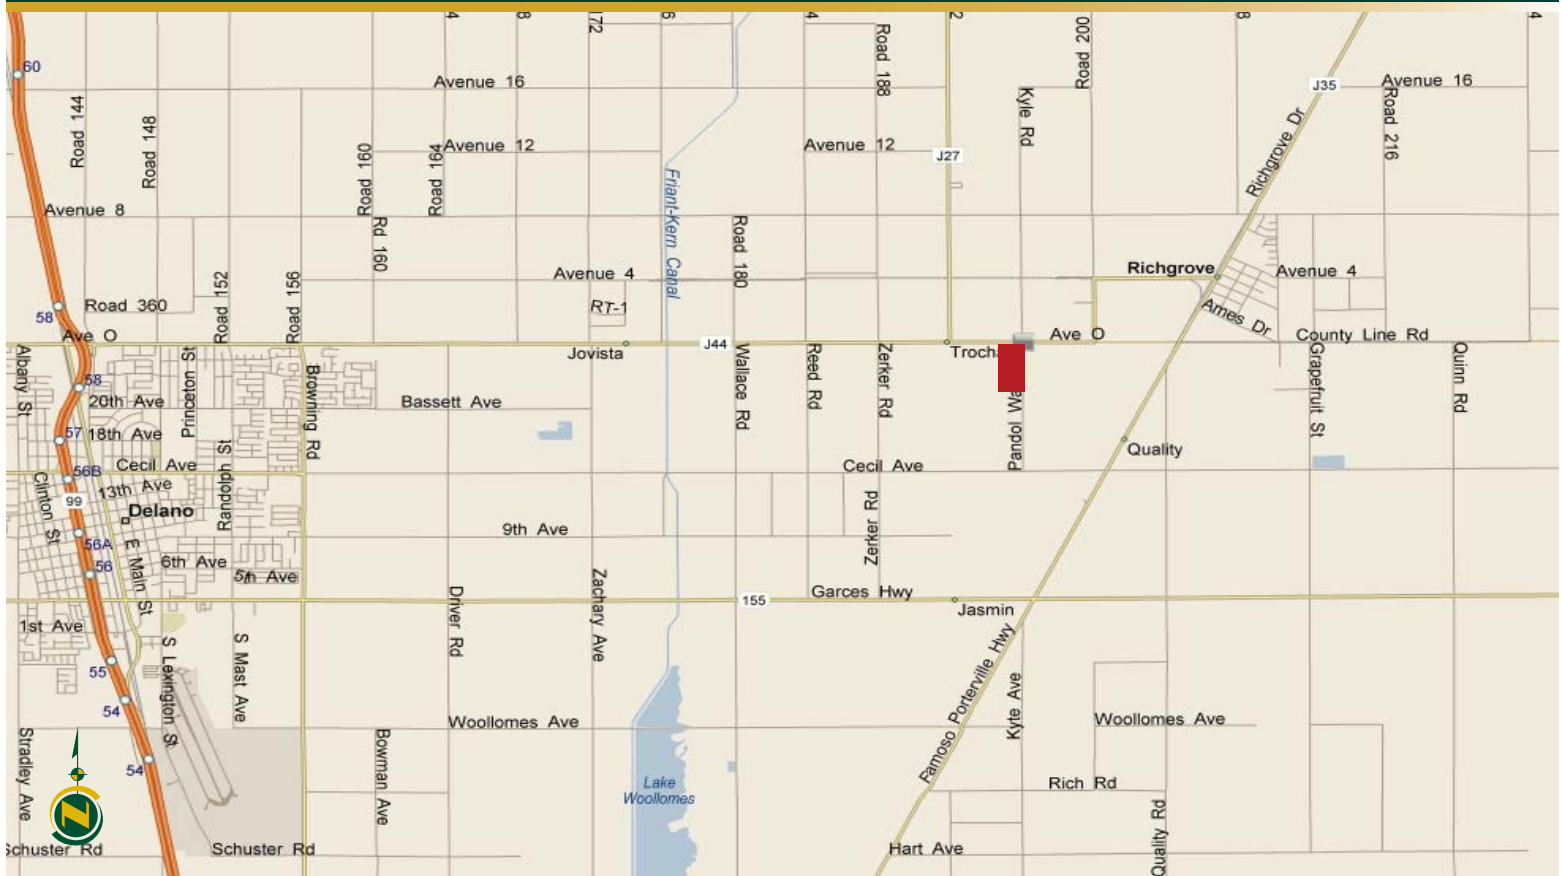 4
8
172
6
4
2
8
4
60
Road 188
Road 200
Avenue 16
J35
Avenue 16
Road 144
Road 148
Kyle Rd
Road 216
Richgrove Dr
Road 160
Road 164
Avenue 12
Avenue 12
J27
Friant-Kern Canal
Avenue 8
Rd 160
Road 180
Road 152
Road 156
Avenue 4
Richgrove
Avenue 4
58
Road 360
RT-1
Ames Dr
Ave O
Jovista
J44
Ave O
County Line Rd
Troch
Albany St
Princeton St
Browning Rd
Wallace Rd
Reed Rd
Zerker Rd
Pandol
Grapefruit St
Quinn Rd
58
20th Ave
Bassett Ave
57
18th Ave
Quality
56B
Cecil Ave
Cecil Ave
Clinton St
13th Ave
Randolph St
99
Delano
Zerker Rd
9th Ave
56A
6th Ave
56
E Main St
5th Ave
Driver Rd
Zachary Ave
155
Garces Hwy
Jasmin
1st Ave
55
S Lexington St
S Mast Ave
Kyte Ave
Famoso Porterville Hwy
54
Woollomes Ave
Woollomes Ave
Stradley Ave
Bowman Ave
54
Lake
Woollomes
Rich Rd
N
Quality Rd
Schuster Rd
Schuster Rd
Hart Ave